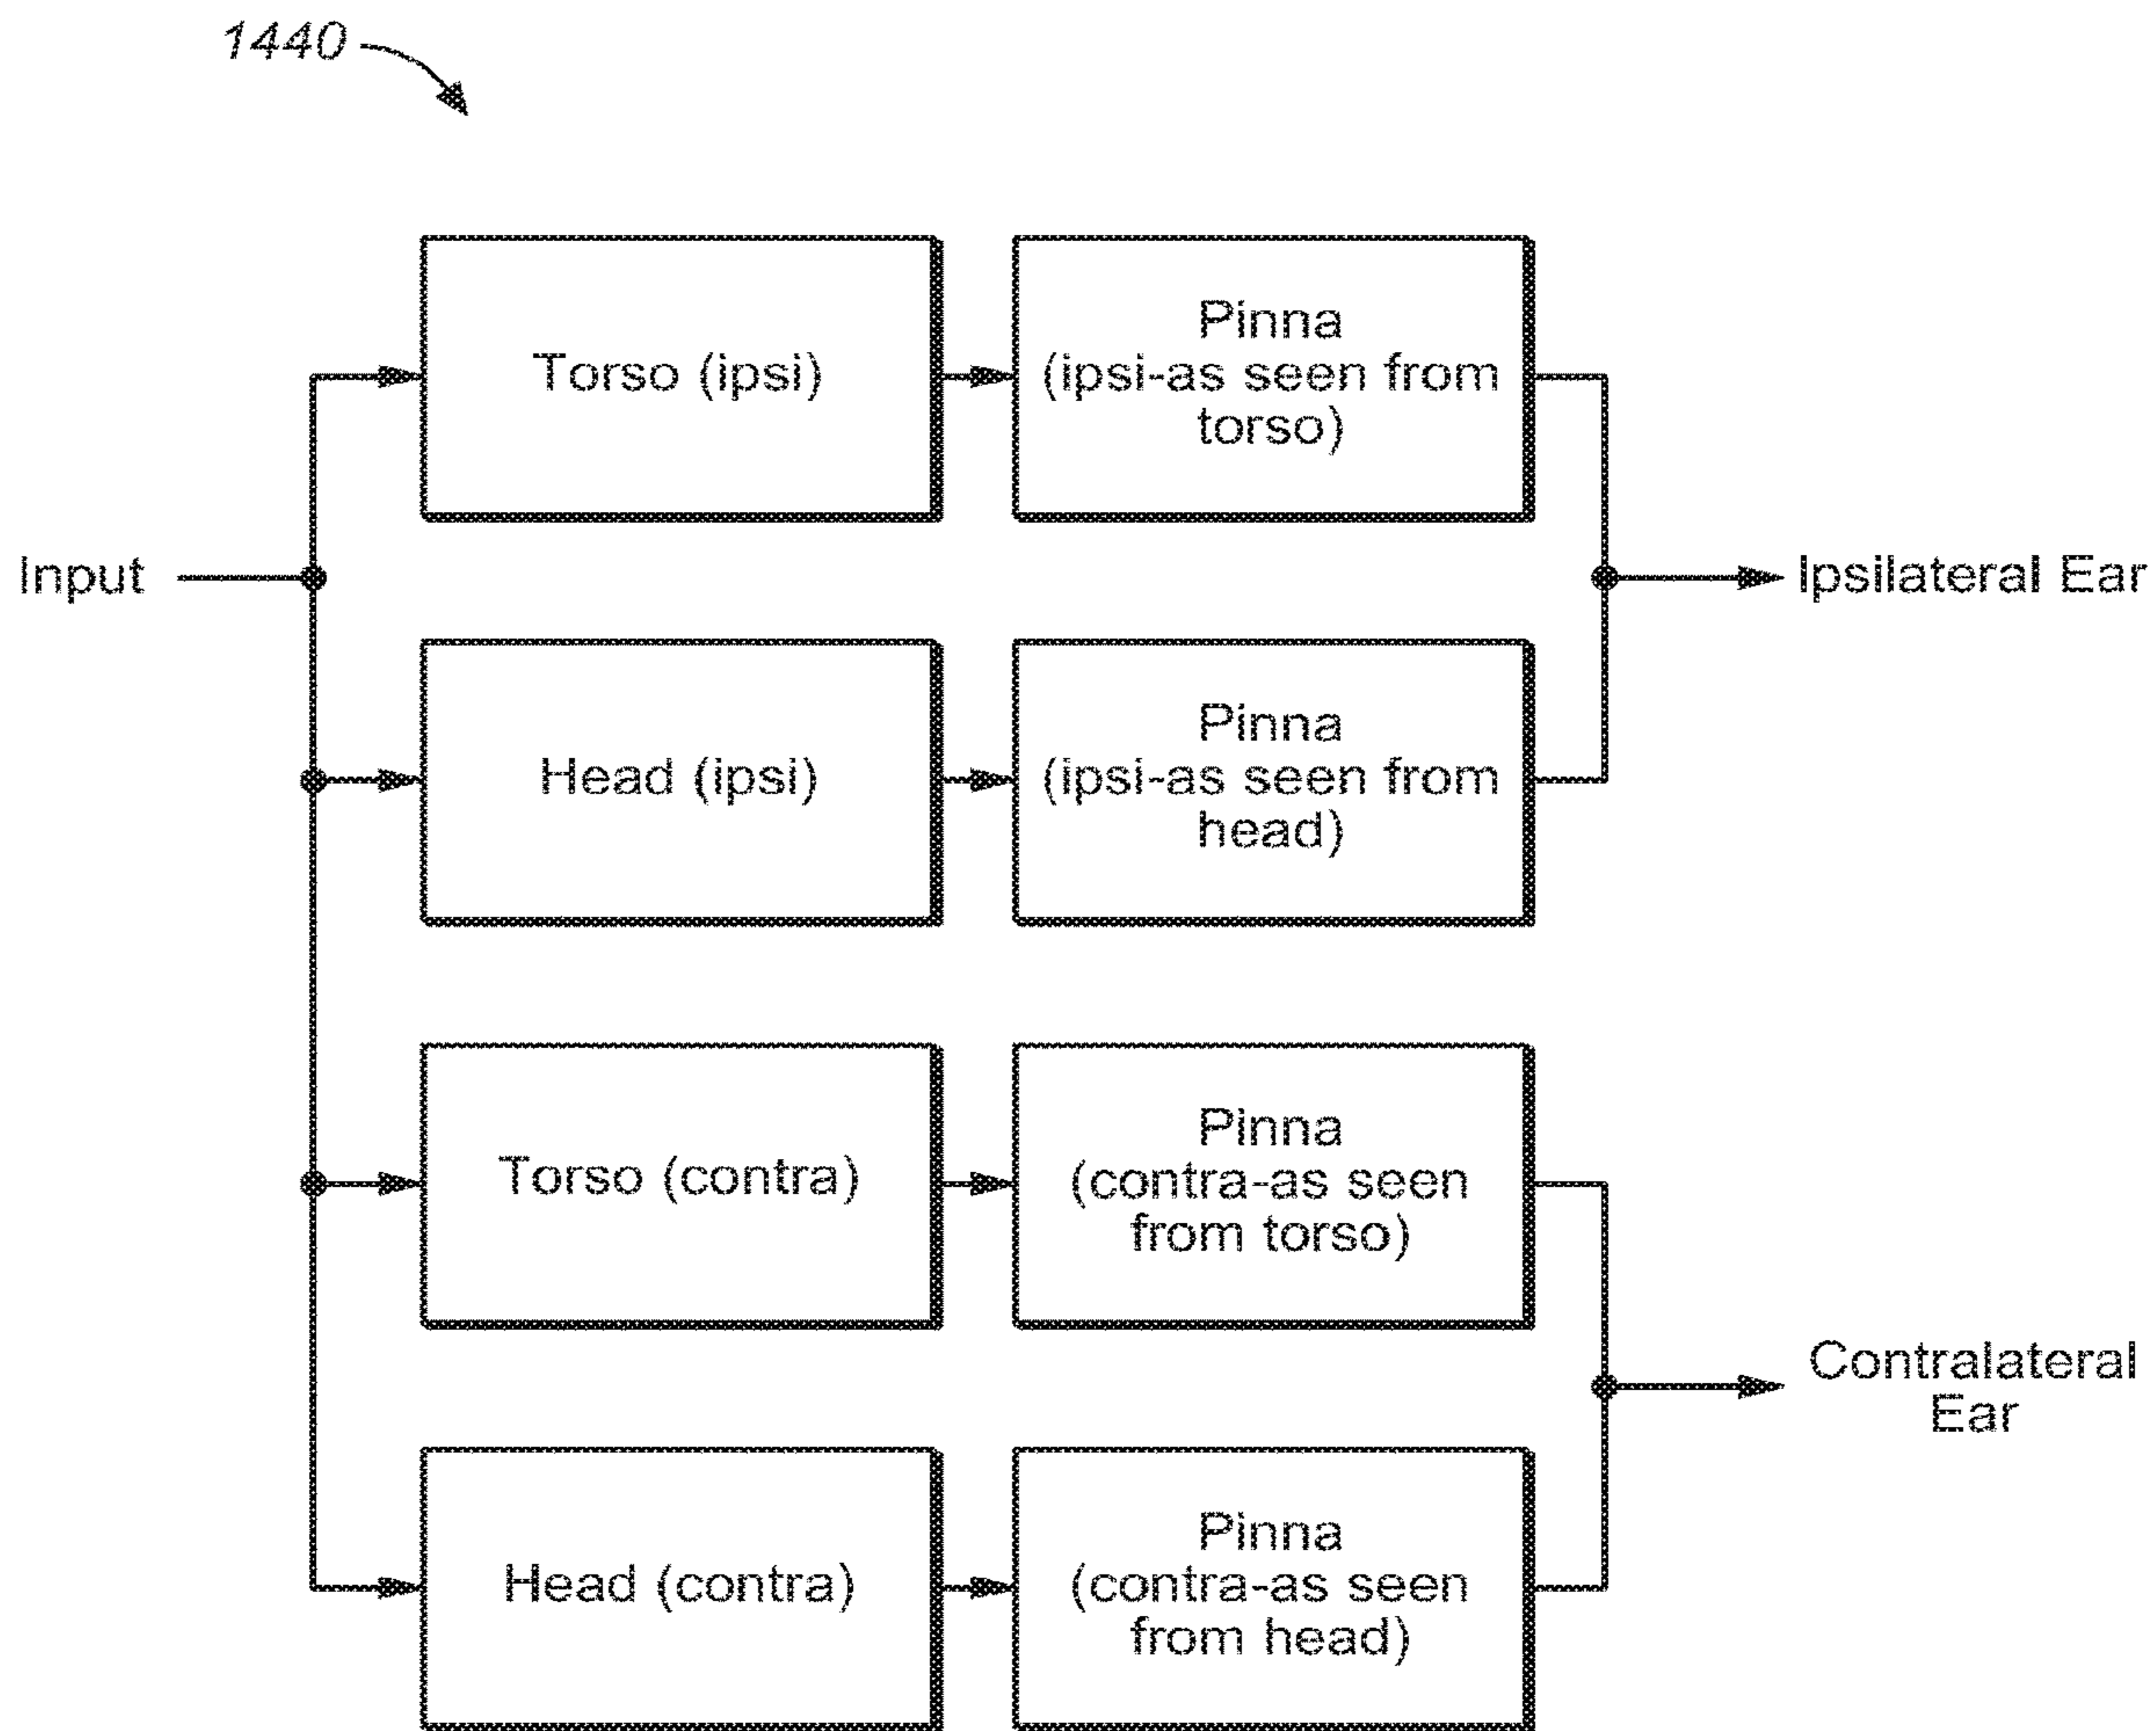 1440
Torso (ipsi)
Pinna
(ipsi-as seen from
torso)
Input
Ipsilateral Ear
Head (ipsi)
Pinna
(ipsi-as seen from
head)
Torso (contra)
Pinna
(contra-as seen
from torso)
Contralateral
Ear
Head (contra)
Pinna
(contra-as seen
from head)